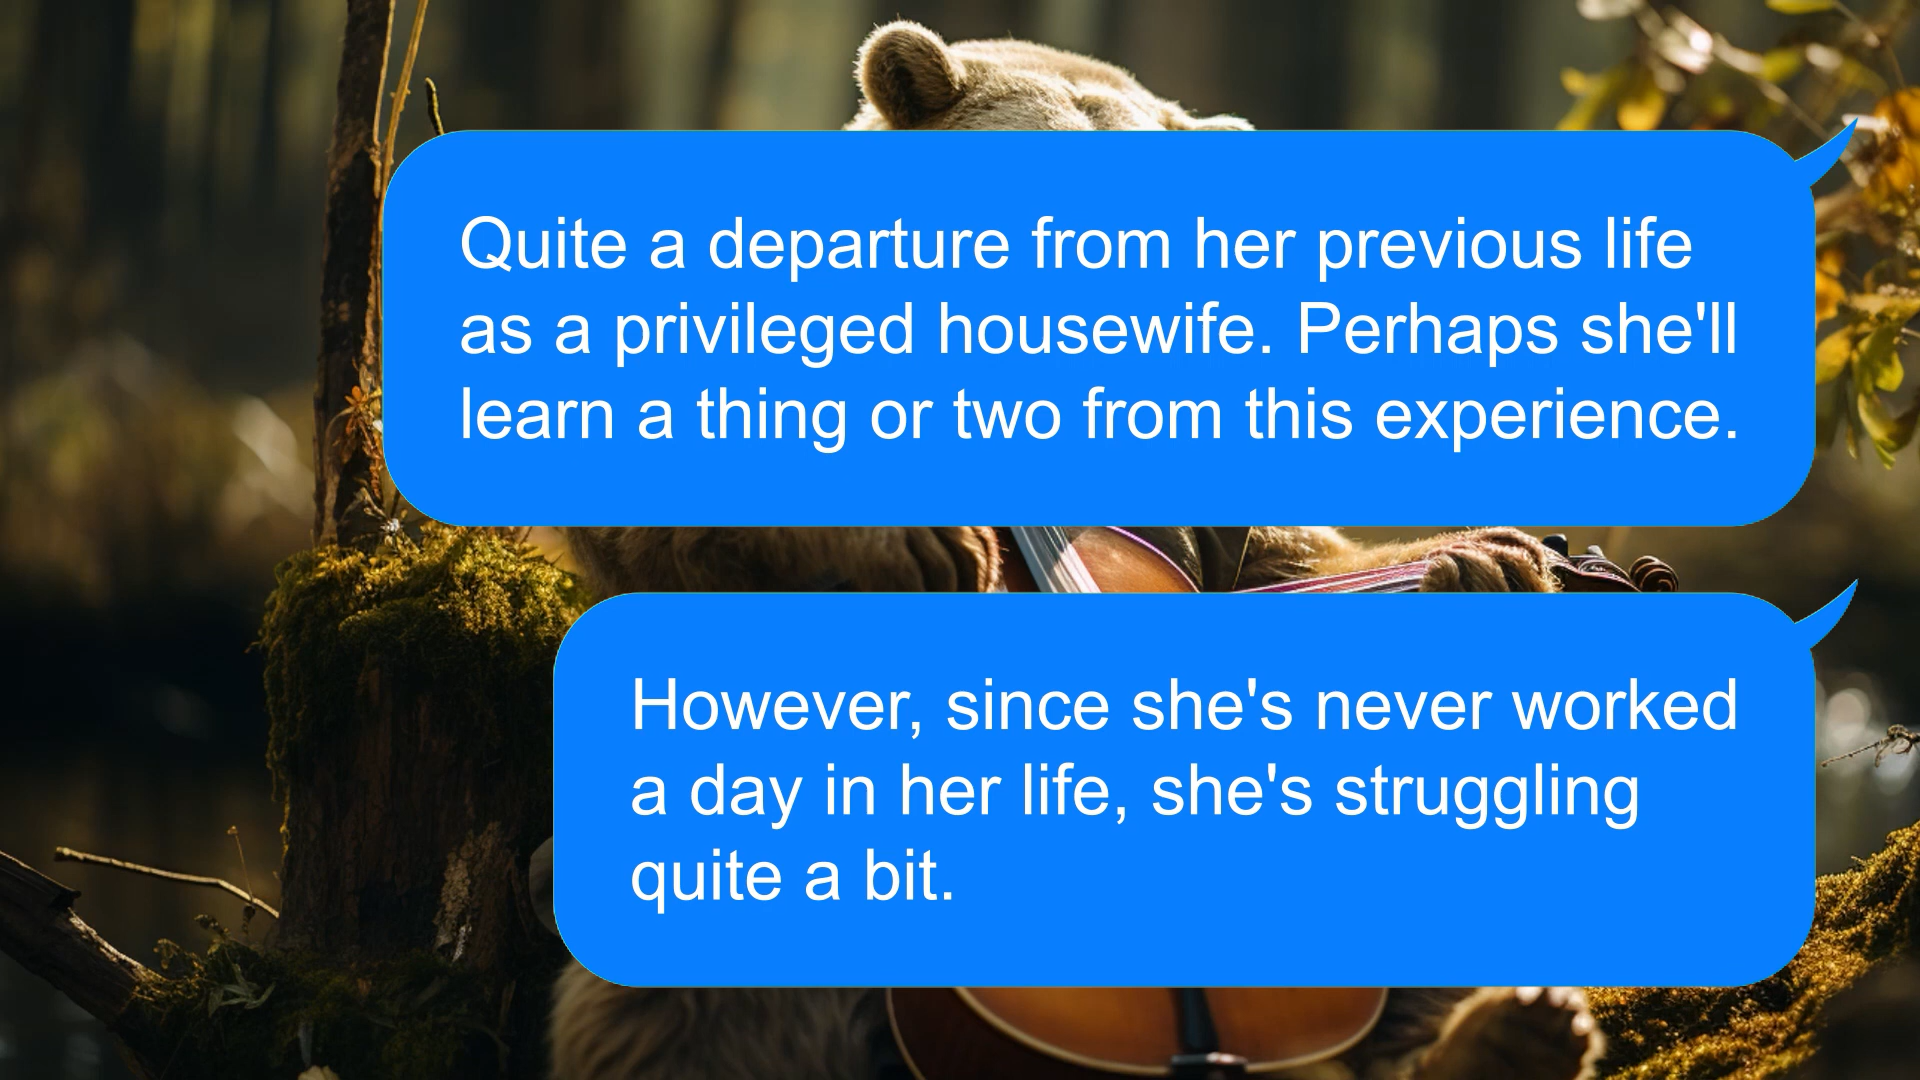 Quite a departure from her previous life
as a privileged housewife. Perhaps she'll
learn a thing or two from this experience.
However, since she's never worked
a day in her life, she's struggling
quite a bit.